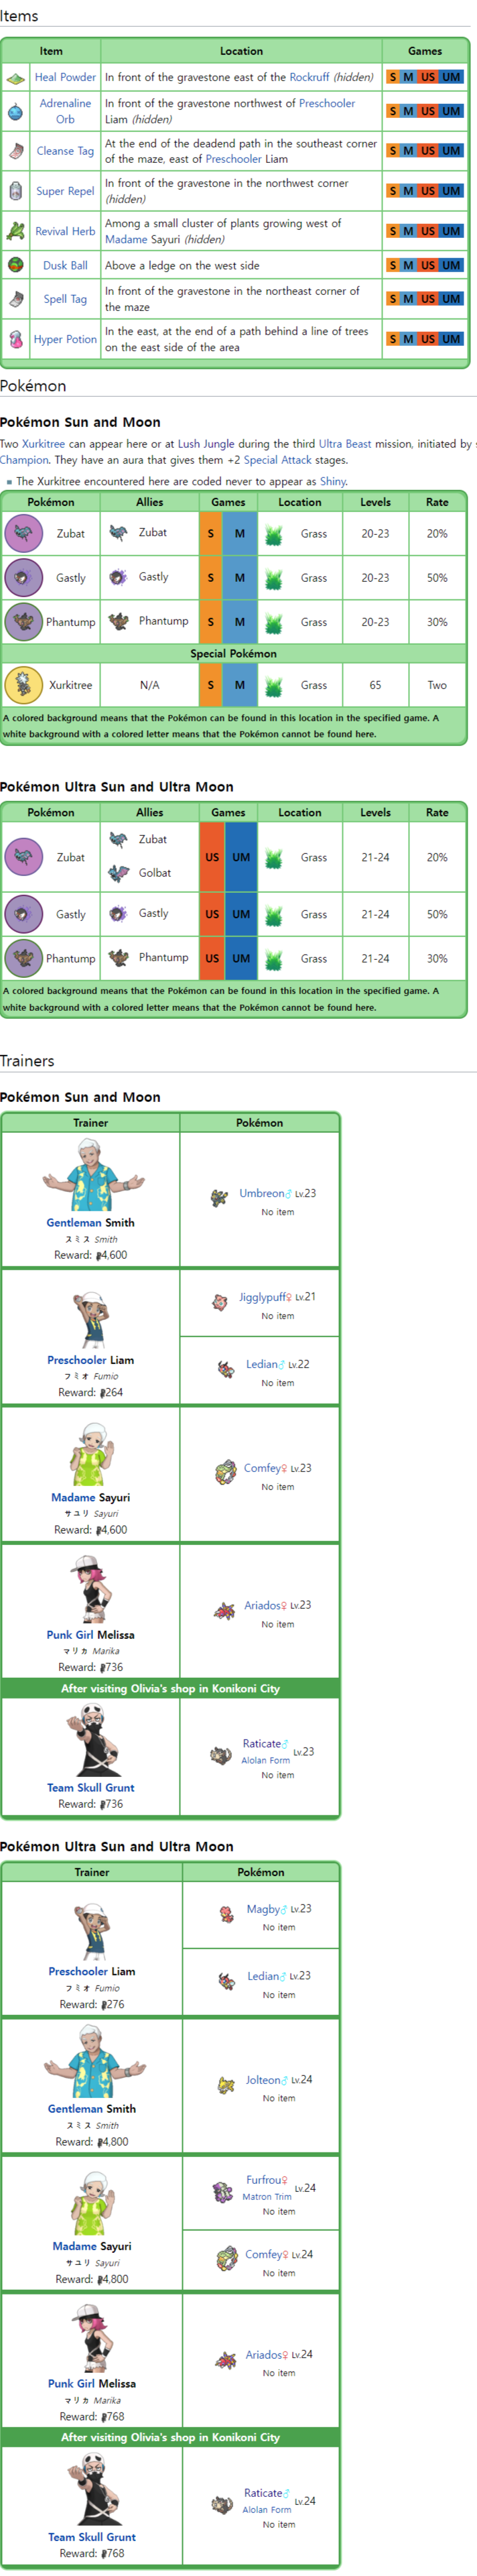 Items
Item Location Games
Heal Powder In front of the gravestone east of the Rockruff (hidden) S M US UM
Adrenaline Orb In front of the gravestone northwest of Preschooler
Liam (hidden) S M US UM
Cleanse Tag At the end of the deadend path in the southeast corner
of the maze, east of Preschooler Liam S M US UM
Super Repel In front of the gravestone in the northwest corner
(hidden) S M US UM
Revival Herb Among a small cluster of plants growing west of
Madame Sayuri (hidden) S M US UM
Dusk Ball Above a ledge on the west side S M US UM
Spell Tag In front of the gravestone in the northeast corner of
the maze S M US UM
Hyper Potion In the east, at the end of a path behind a line of trees
on the east side of the area S M US UM
Pokémon
Pokémon Sun and Moon
Two Xurkitree can appear here or at Lush Jungle during the third Ultra Beast mission, initiated by
Champion. They have an aura that gives them +2 Special Attack stages.
The Xurkitree encountered here are coded never to appear as Shiny.
Pokémon Allies Games Location Levels Rate
Zubat Zubat S M Grass 20-23 20%
Gastly Gastly S M Grass 20-23 50%
Phantump Phantump S M Grass 20-23 30%
Special Pokémon
Xurkitree N/A S M Grass 65 Two
A colored background means that the Pokémon can be found in this location in the specified game. A
white background with a colored letter means that the Pokémon cannot be found here.
Pokémon Ultra Sun and Ultra Moon
Pokémon Allies Games Location Levels Rate
Zubat Zubat Golbat US UM Grass 21-24 20%
Gastly Gastly US UM Grass 21-24 50%
Phantump Phantump US UM Grass 21-24 30%
A colored background means that the Pokémon can be found in this location in the specified game. A
white background with a colored letter means that the Pokémon cannot be found here.
Trainers
Pokémon Sun and Moon
Trainer Pokémon
Gentleman Smith
スミス Smith
Reward: 4,600
Umbreon♂ Lv.23
No item
Preschooler Liam
フミオ Fumio
Reward: 264
Jigglypuff♀ Lv.21
No item
Ledian♂ Lv.22
No item
Madame Sayuri
サユリ Sayuri
Reward: 4,600
Comfey♀ Lv.23
No item
Punk Girl Melissa
マリカ Marika
Reward: 736
Ariados♀ Lv.23
No item
After visiting Olivia's shop in Konikoni City
Team Skull Grunt
Reward: 736
Raticate♂ Lv.23
Alolan Form
No item
Pokémon Ultra Sun and Ultra Moon
Trainer Pokémon
Preschooler Liam
フミオ Fumio
Reward: 276
Magby♂ Lv.23
No item
Ledian♂ Lv.23
No item
Gentleman Smith
スミス Smith
Reward: 4,800
Jolteon♂ Lv.24
No item
Madame Sayuri
サユリ Sayuri
Reward: 4,800
Furfrou♀ Lv.24
Matron Trim
No item
Comfey♀ Lv.24
No item
Punk Girl Melissa
マリカ Marika
Reward: 768
Ariados♀ Lv.24
No item
After visiting Olivia's shop in Konikoni City
Team Skull Grunt
Reward: 768
Raticate♂ Lv.24
Alolan Form
No item